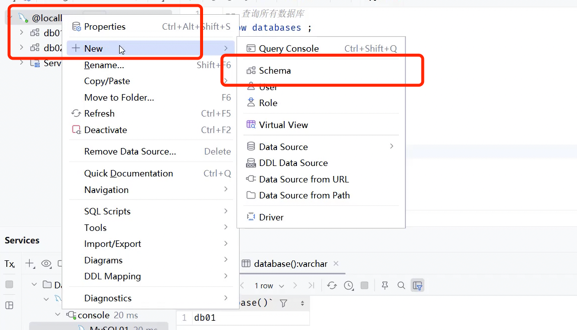 @locall
查询所有数据库
ow databases ;
db01
db02
Serv
Properties Ctrl+Alt+Shift+S
New
Rename... Shift+F6
Copy/Paste
Move to Folder... F6
Refresh Ctrl+F5
Deactivate Ctrl+F2
Remove Data Source... Delete
Quick Documentation Ctrl+Q
Navigation
SQL Scripts
Tools
Import/Export
Diagrams
DDL Mapping
Diagnostics
Query Console Ctrl+Shift+Q
Schema
User
Role
Virtual View
Data Source
DDL Data Source
Data Source from URL
Data Source from Path
Driver
Services
Tx
Da
console 20 ms
MySQL01 20 ms
database():varchar
1 row
base()`
1 db01